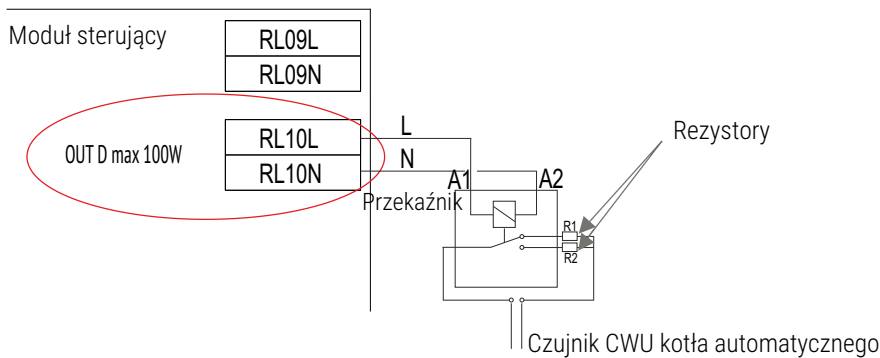 Moduł sterujący
RL09L
RL09N
OUT D max 100W
RL10L
RL10N
L
N
A1
A2
Przekaźnik
Rezystory
R1
R2
Czujnik CWU kotła automatycznego